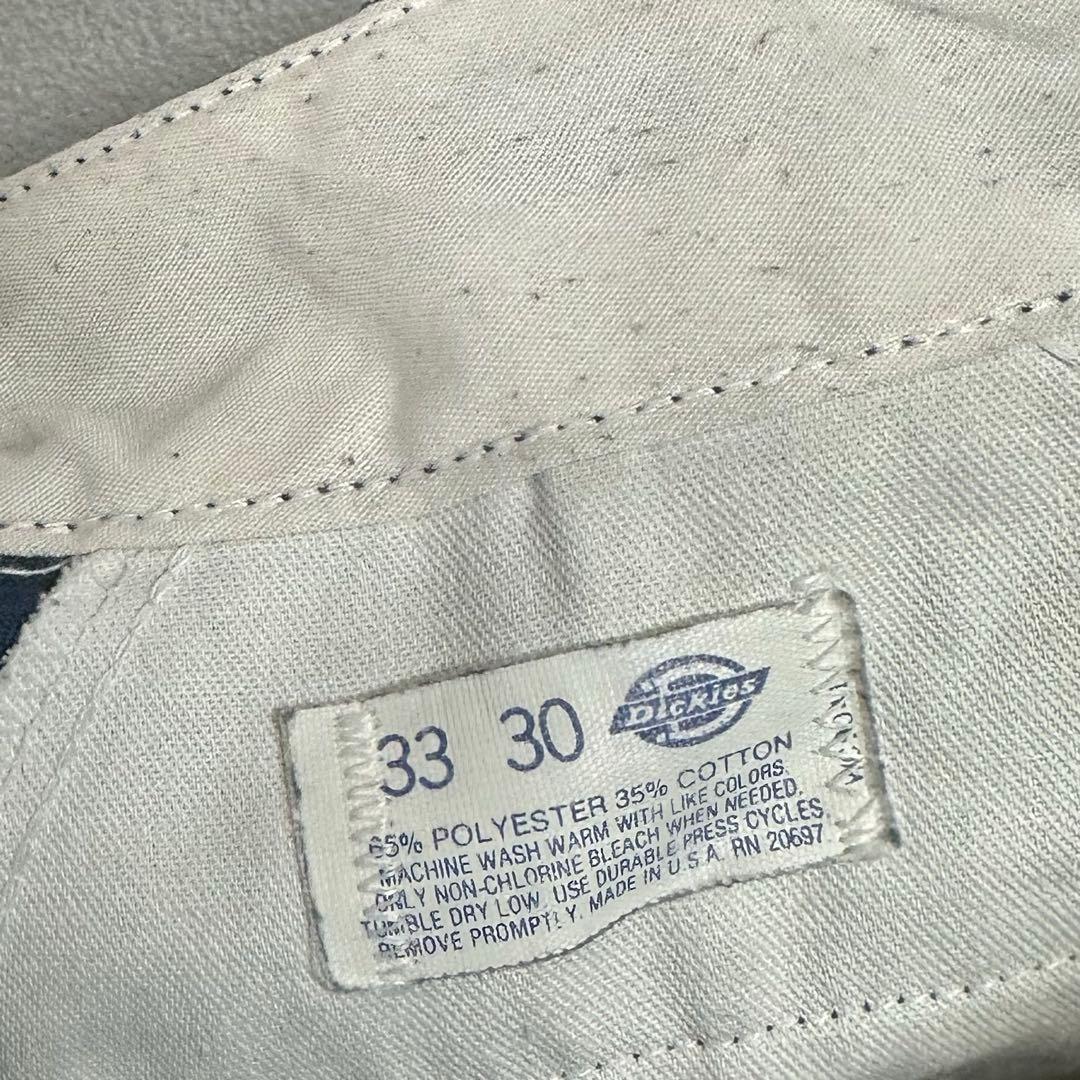 33 30 Dickies
65% POLYESTER 35% COTTON
MACHINE WASH WARM WITH LIKE COLORS.
ONLY NON-CHLORINE BLEACH WHEN NEEDED.
TUMBLE DRY LOW. USE DURABLE PRESS CYCLES.
REMOVE PROMPTLY. MADE IN U.S.A. RN 20697